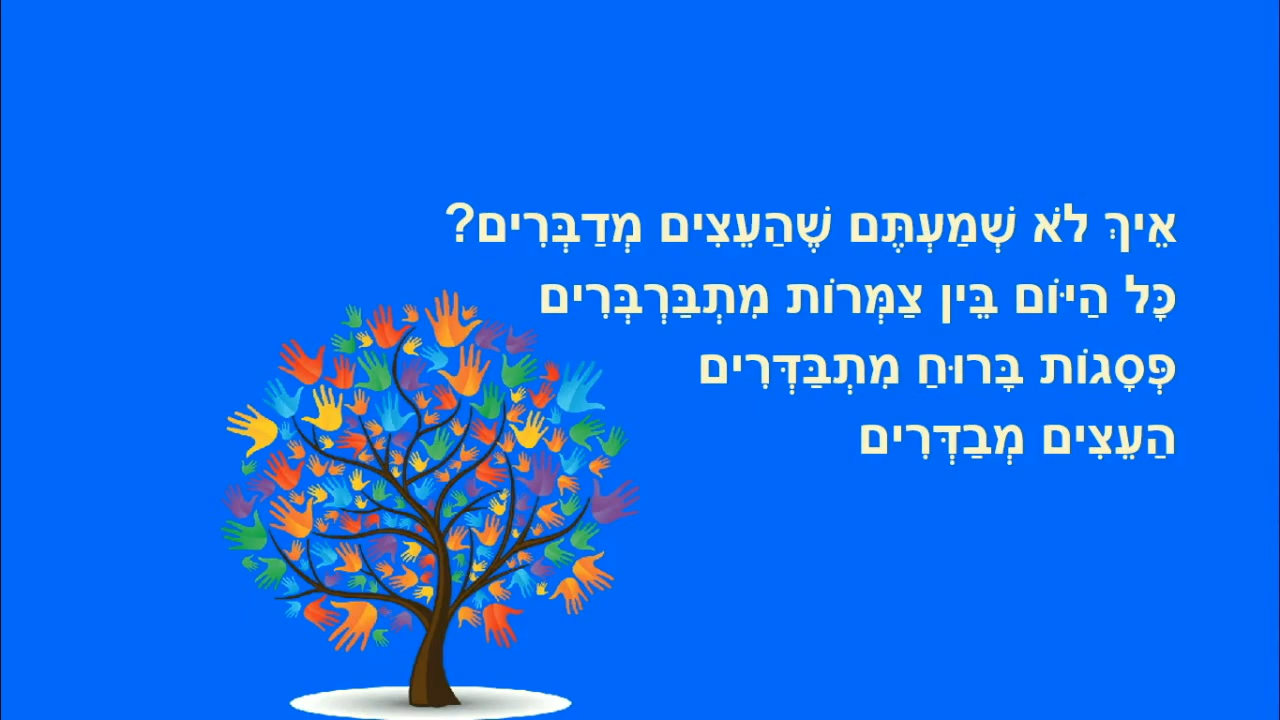 אֵיךְ לֹא שְׁמַעְתֶּם שֶׁהַעֵצִים מְדַבְּרִים?
כָּל הַיּוֹם בֵּין צַמְּרוֹת מִתְבַּרְבְּרִים
פְּסָגוֹת בָּרוּחַ מִתְבַּדְּרִים
הַעֵצִים מְבַדְּרִים